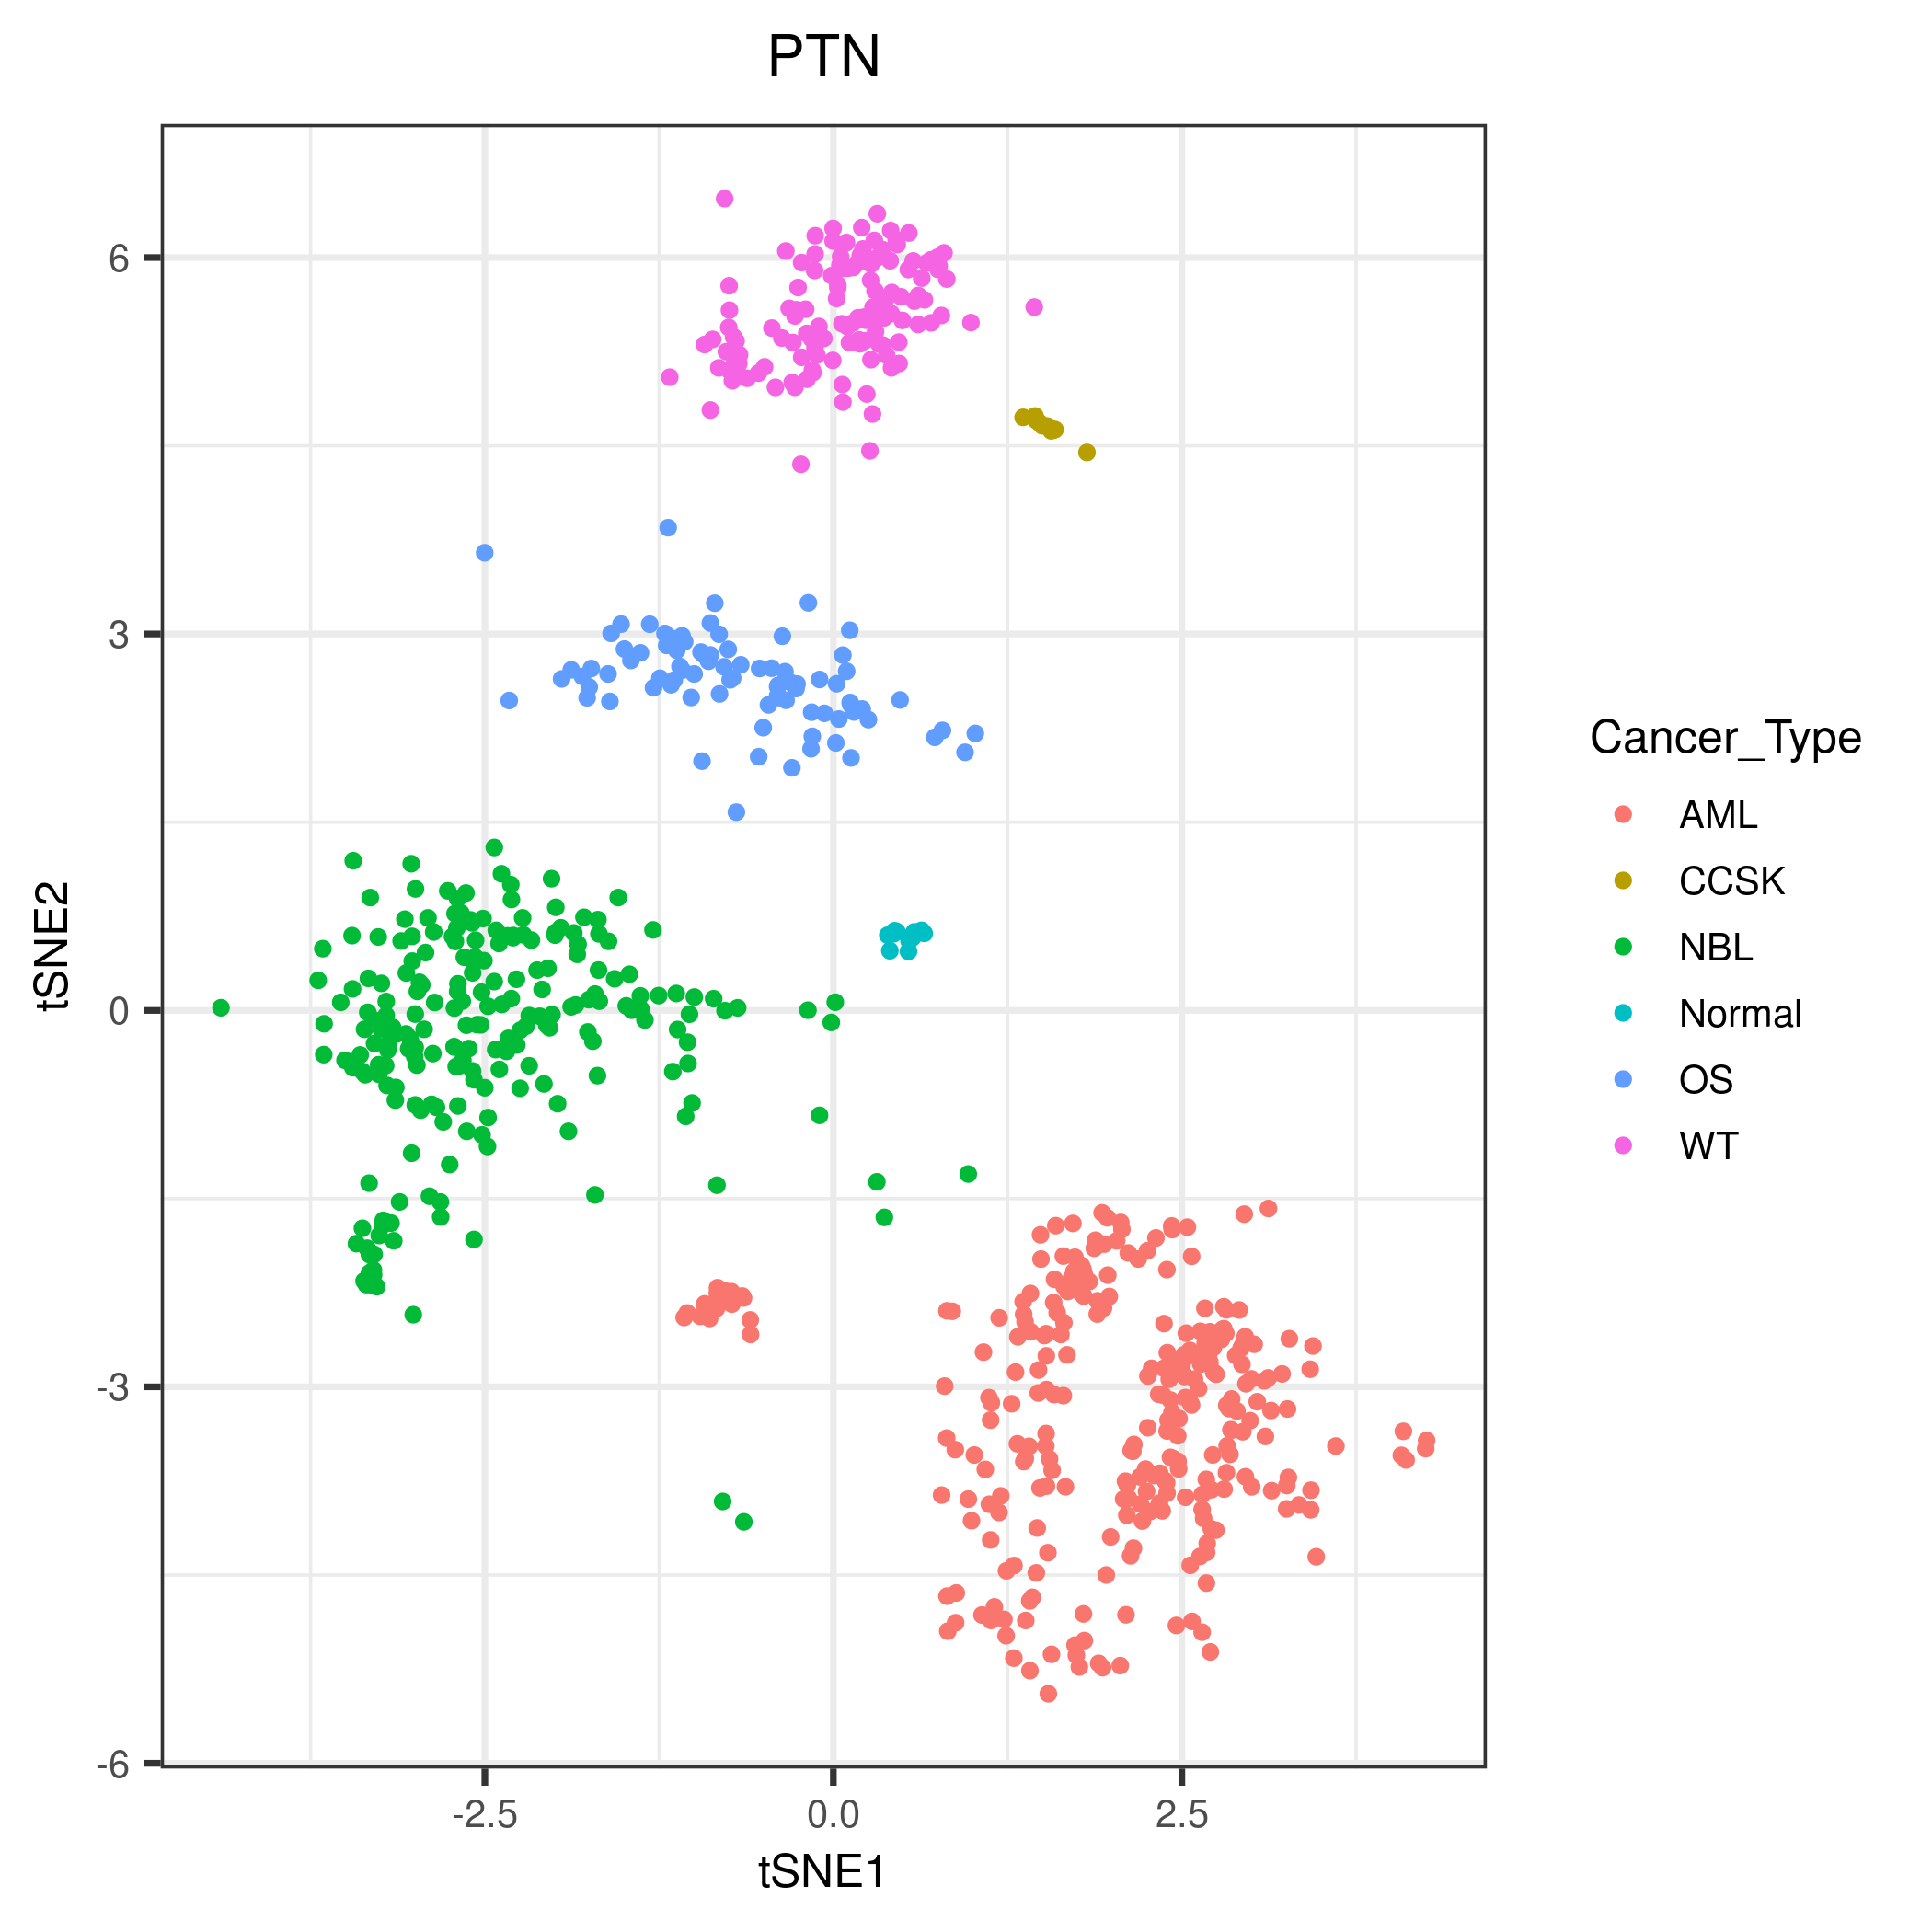 PTN
6
3
0
-3
-6
tSNE2
-2.5 0.0 2.5
tSNE1
Cancer_Type
AML
CCSK
NBL
Normal
OS
WT